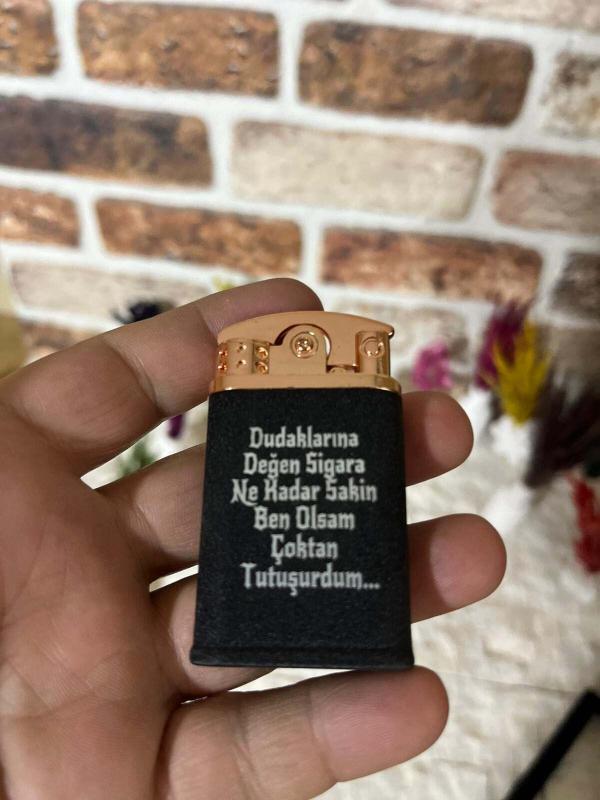 Dudaklarına
Değen Sigara
Ne Kadar Sakin
Ben Olsam
Çoktan
Tutuşurdum...